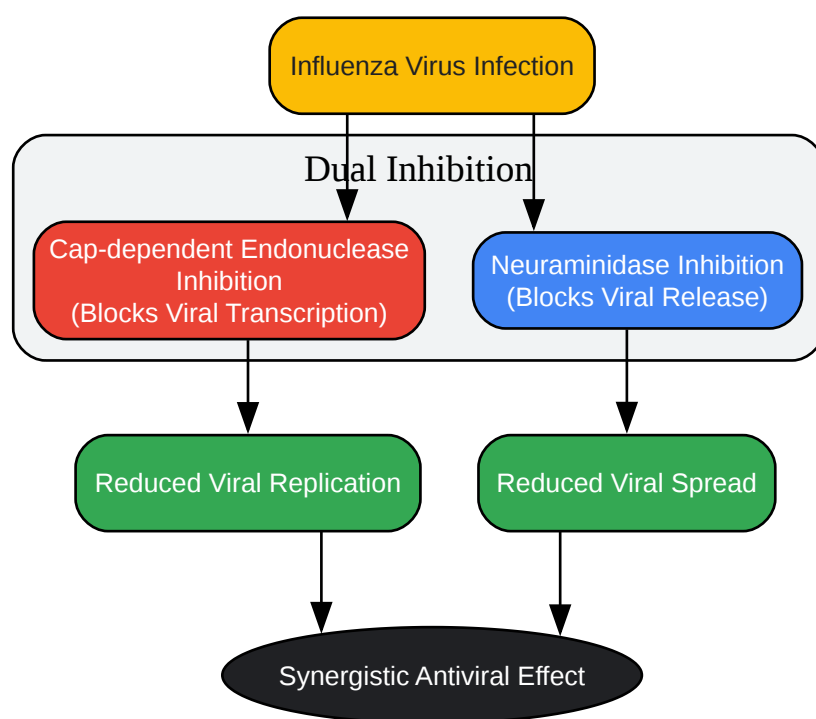 Influenza Virus Infection
Dual Inhibition
Cap-dependent Endonuclease
Inhibition
(Blocks Viral Transcription)
Neuraminidase Inhibition
(Blocks Viral Release)
Reduced Viral Replication
Reduced Viral Spread
Synergistic Antiviral Effect